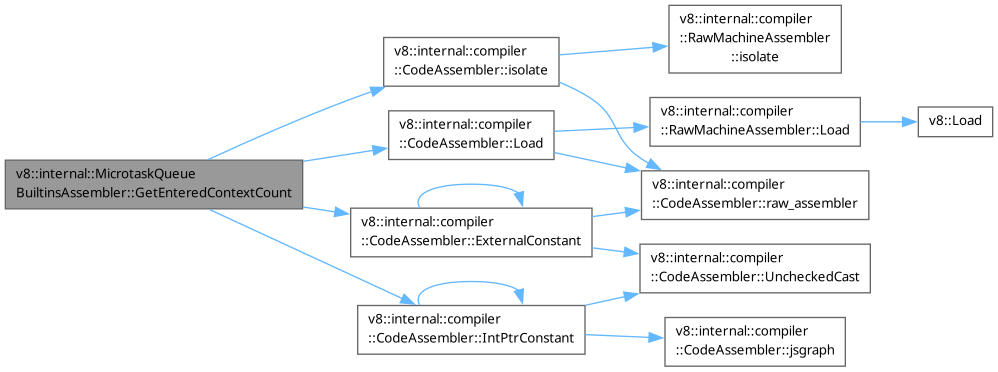 v8::internal::MicrotaskQueue
BuiltinsAssembler::GetEnteredContextCount
v8::internal::compiler
::CodeAssembler::isolate
v8::internal::compiler
::CodeAssembler::Load
v8::internal::compiler
::CodeAssembler::ExternalConstant
v8::internal::compiler
::CodeAssembler::IntPtrConstant
v8::internal::compiler
::RawMachineAssembler
::isolate
v8::internal::compiler
::RawMachineAssembler::Load
v8::internal::compiler
::CodeAssembler::raw_assembler
v8::internal::compiler
::CodeAssembler::UncheckedCast
v8::internal::compiler
::CodeAssembler::jsgraph
v8::Load